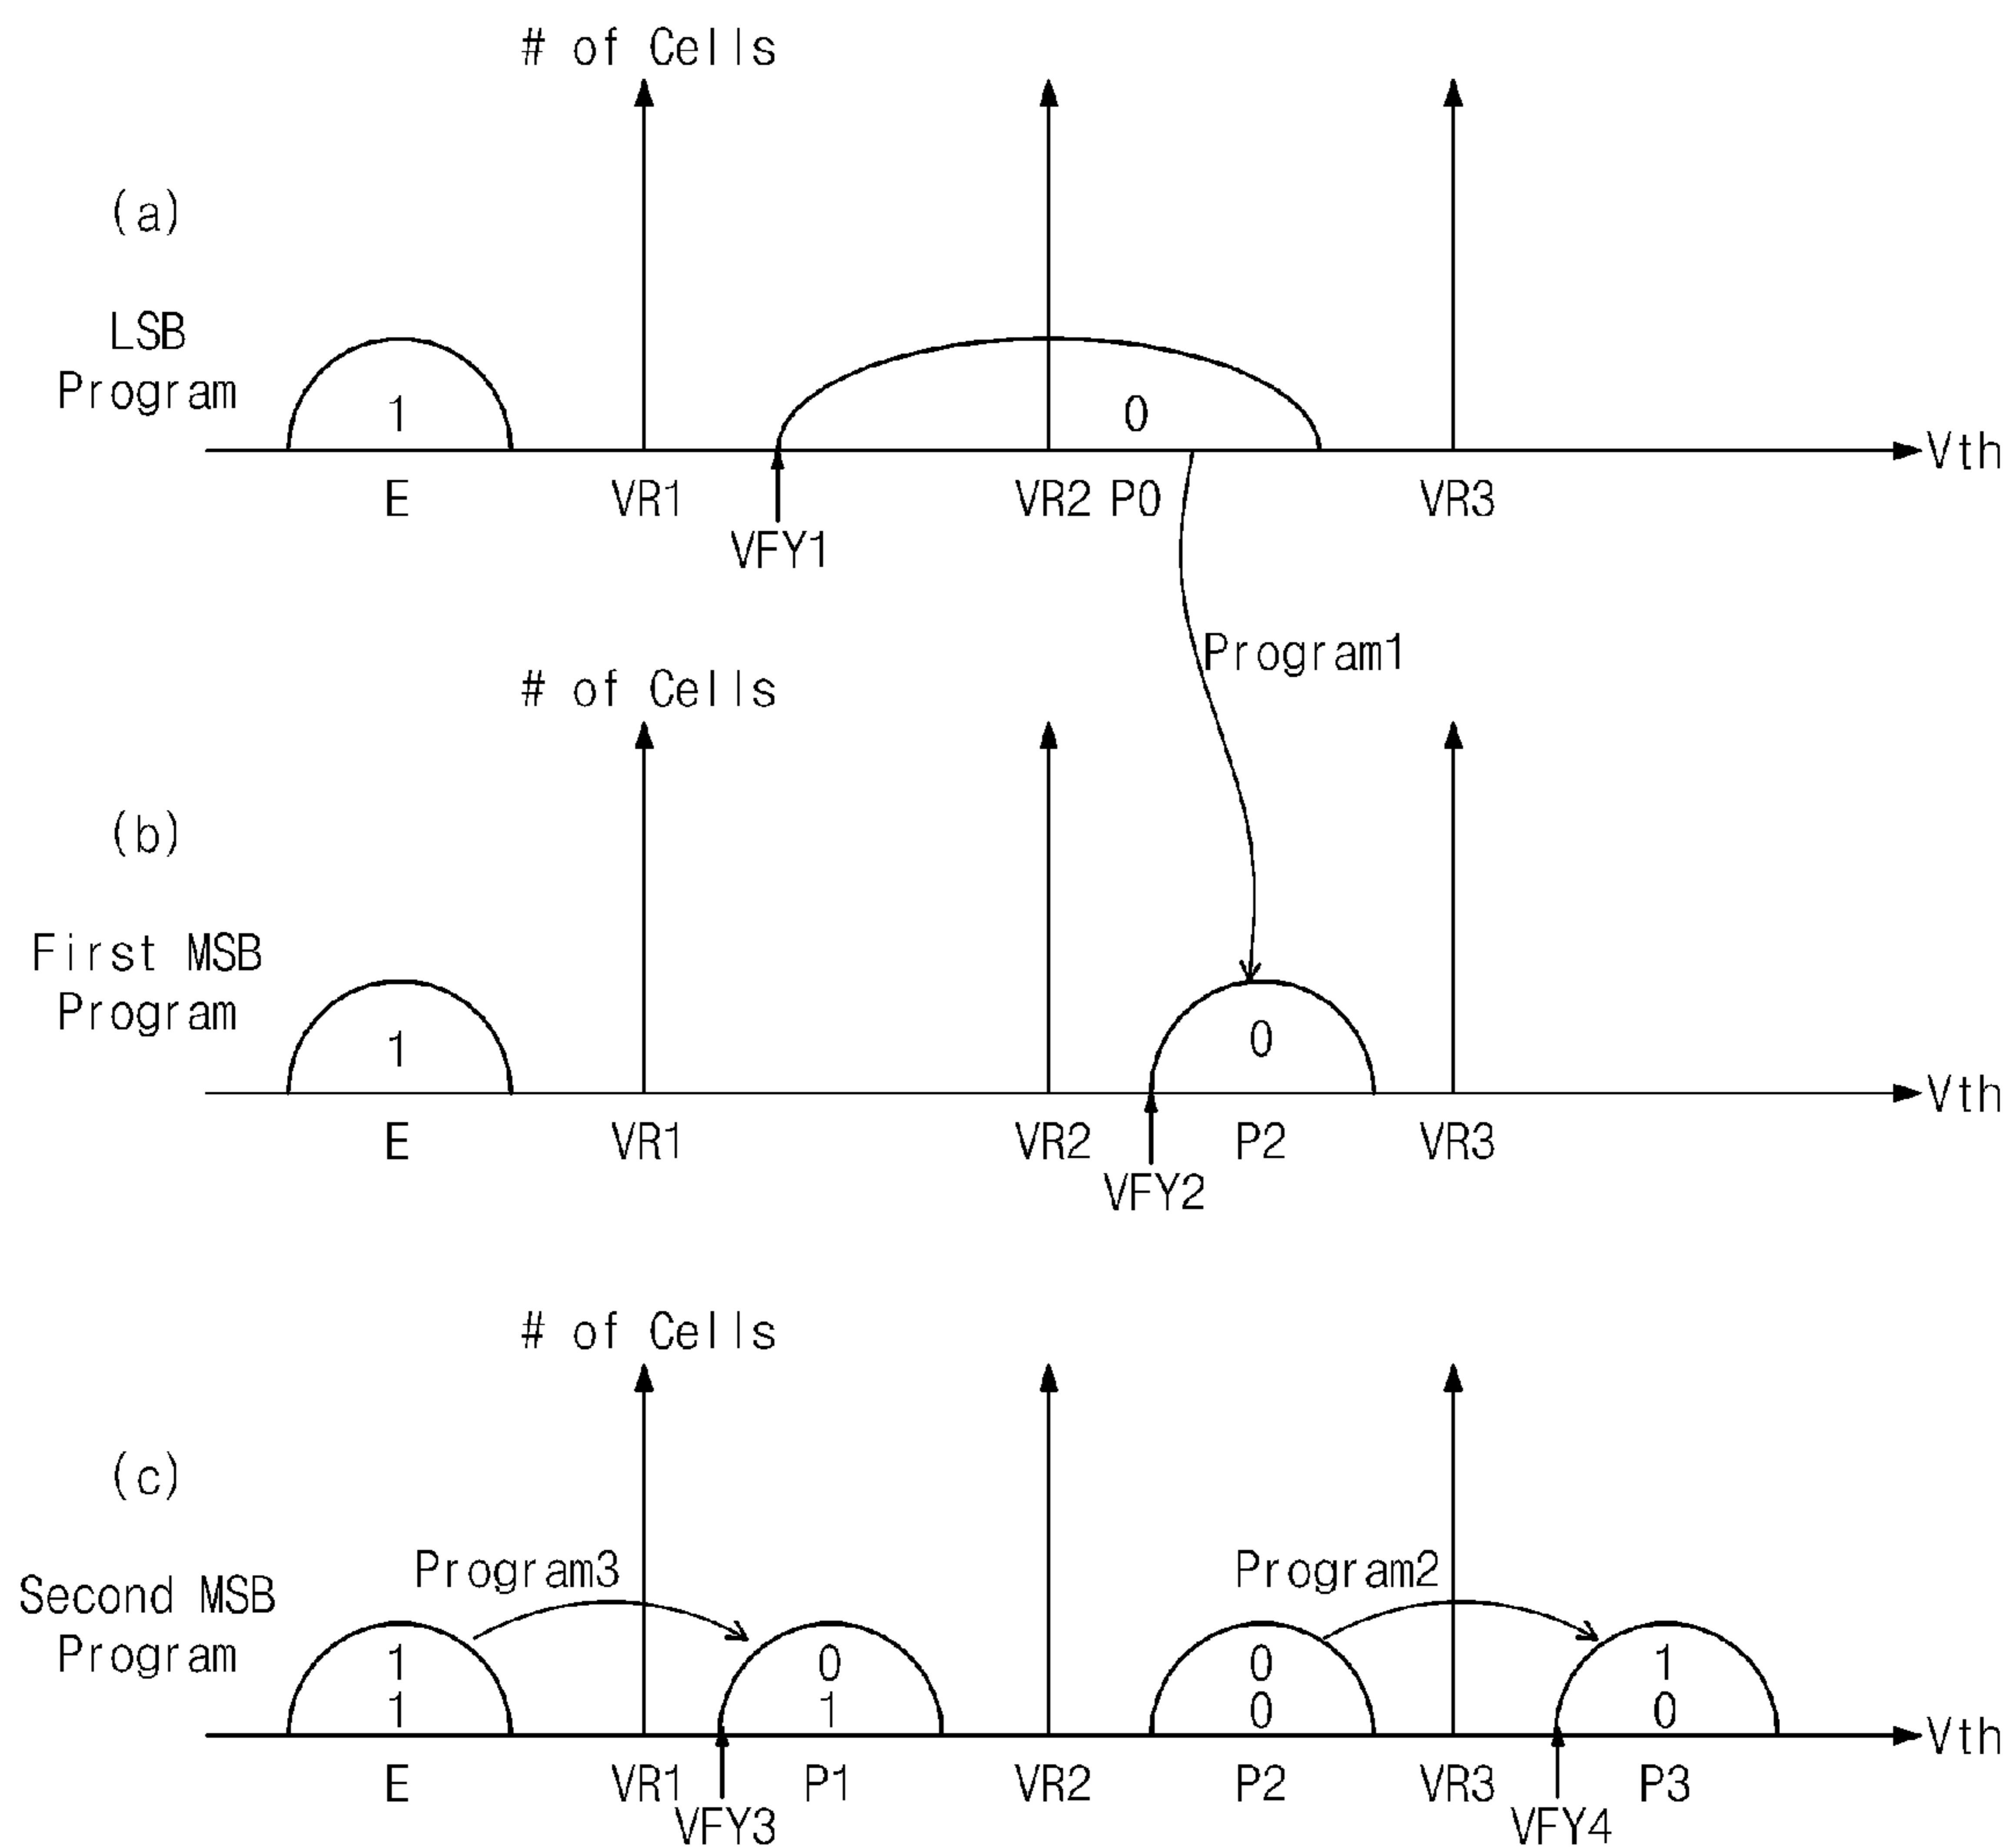 # of Cells
(a)
LSB
Program
1
0
Vth
E
VR1
VR2
P0
VR3
VFY1
Program1
# of Cells
(b)
First MSB
Program
1
0
Vth
E
VR1
VR2
P2
VR3
VFY2
# of Cells
(c)
Program3
Program2
Second MSB
Program
1
0
0
1
1
1
0
0
Vth
E
VR1
P1
VR2
P2
VR3
P3
VFY3
VFY4